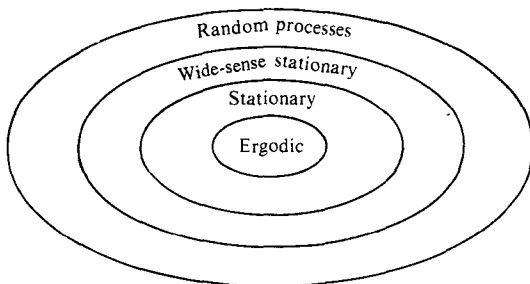 Random processes
Wide-sense stationary
Stationary
Ergodic